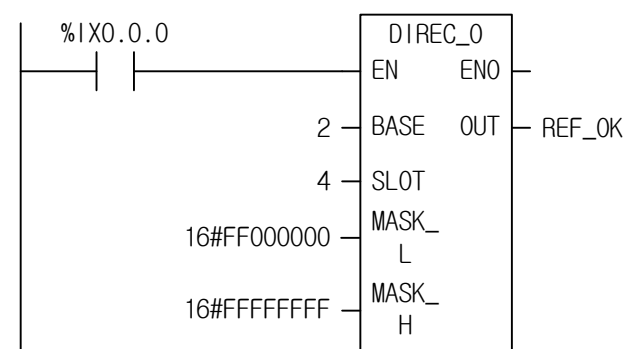 %IX0.0.0
DIREC_O
EN ENO
2 BASE OUT REF_OK
4 SLOT
16#FF000000 MASK_
L
16#FFFFFFFF MASK_
H